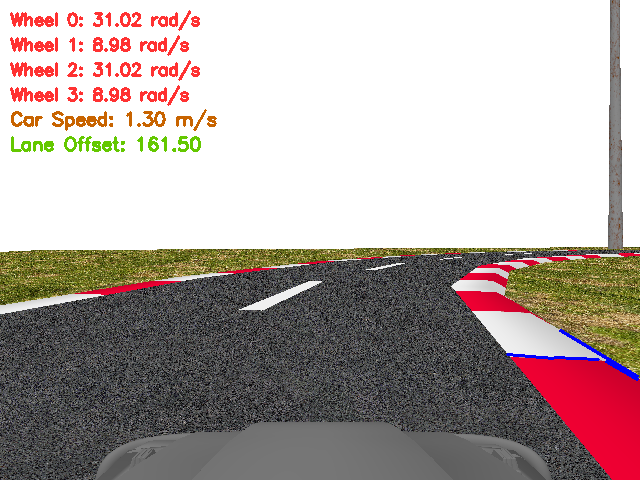 Wheel 0: 31.02 rad/s
Wheel 1: 8.98 rad/s
Wheel 2: 31.02 rad/s
Wheel 3: 8.98 rad/s
Car Speed: 1.30 m/s
Lane Offset: 161.50